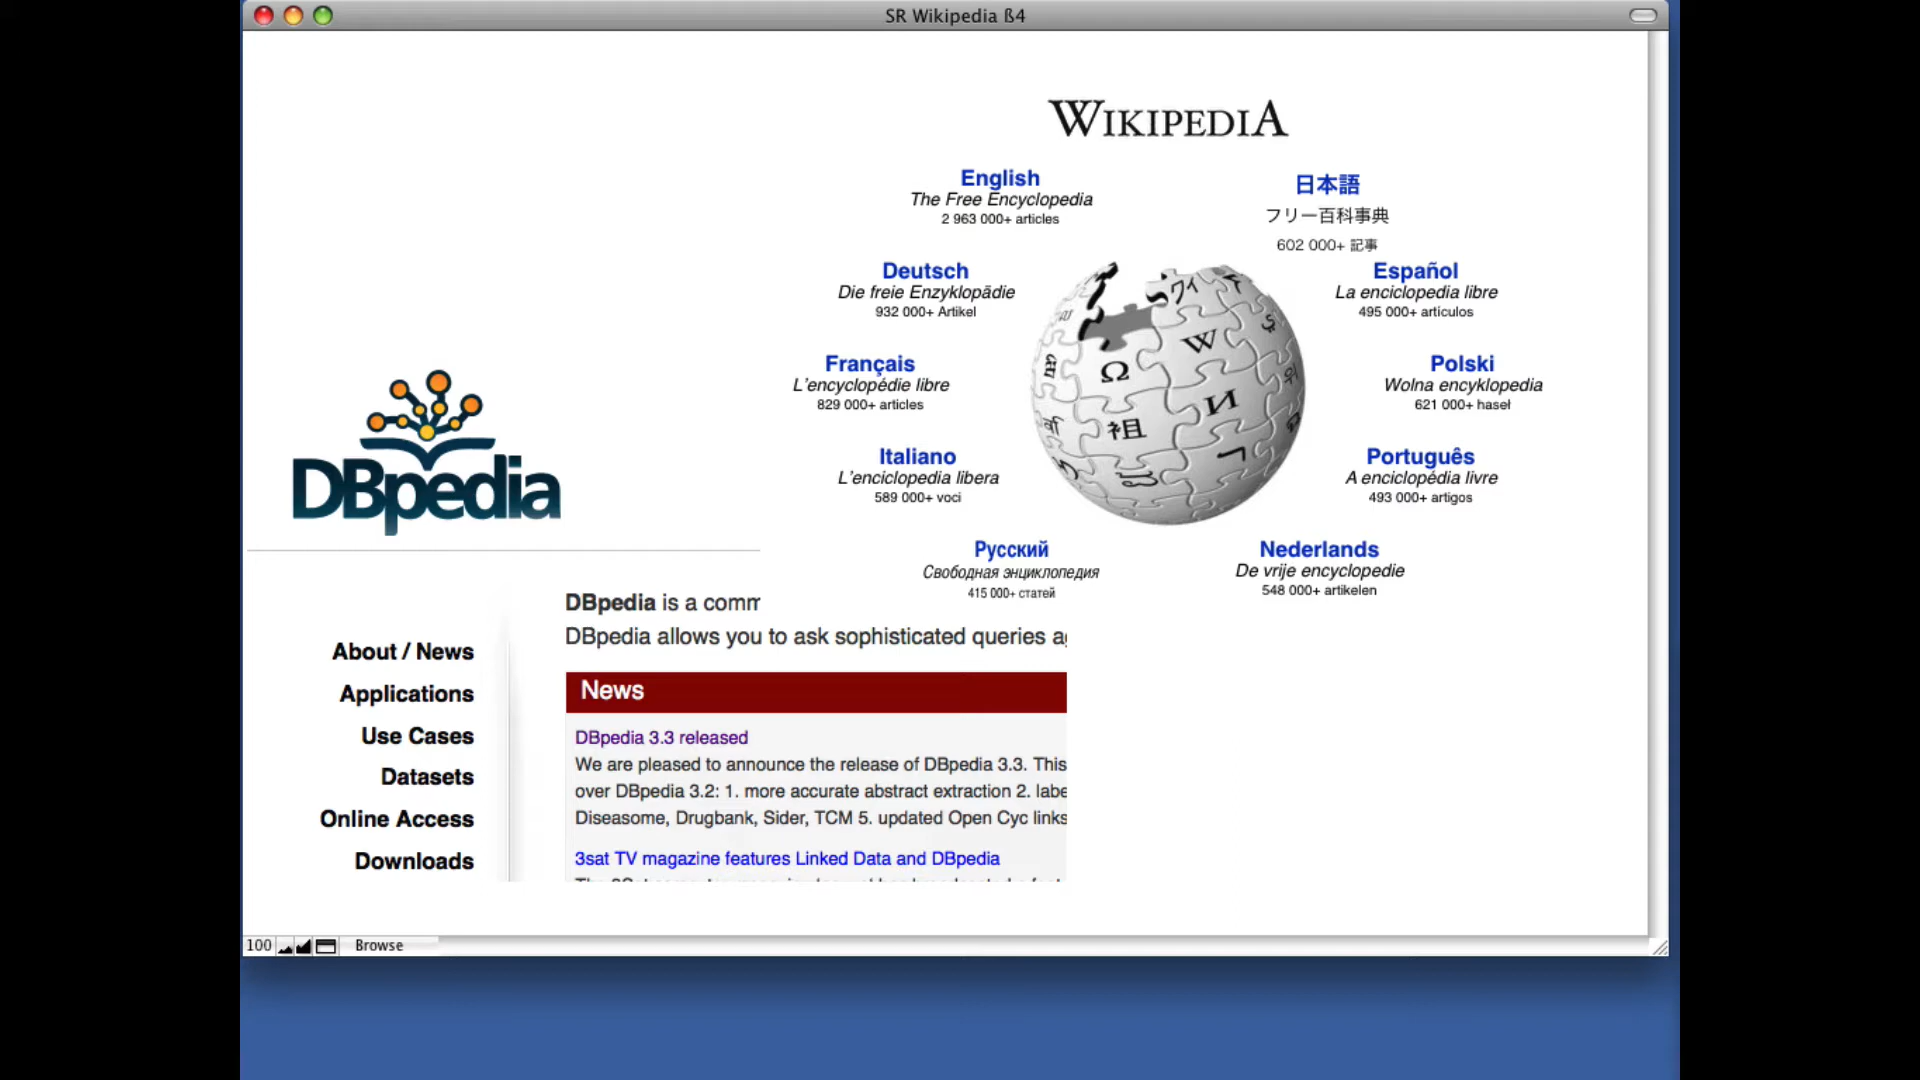 SR Wikipedia ß4
WIKIPEDIA
English
The Free Encyclopedia
2 963 000+ articles
日本語
フリー百科事典
602 000+ 記事
Deutsch
Die freie Enzyklopädie
932 000+ Artikel
Español
La enciclopedia libre
495 000+ artículos
Français
L'encyclopédie libre
829 000+ articles
Polski
Wolna encyklopedia
621 000+ haseł
Italiano
L'enciclopedia libera
589 000+ voci
Português
A enciclopédia livre
493 000+ artigos
Русский
Свободная энциклопедия
415 000+ статей
Nederlands
De vrije encyclopedie
548 000+ artikelen
Ω W И 祖 ワ
DBpedia
DBpedia is a comm
DBpedia allows you to ask sophisticated queries
About / News
Applications
Use Cases
Datasets
Online Access
Downloads
News
DBpedia 3.3 released
We are pleased to announce the release of DBpedia 3.3. This
over DBpedia 3.2: 1. more accurate abstract extraction 2. labe
Diseasome, Drugbank, Sider, TCM 5. updated Open Cyc links
3sat TV magazine features Linked Data and DBpedia
100
Browse